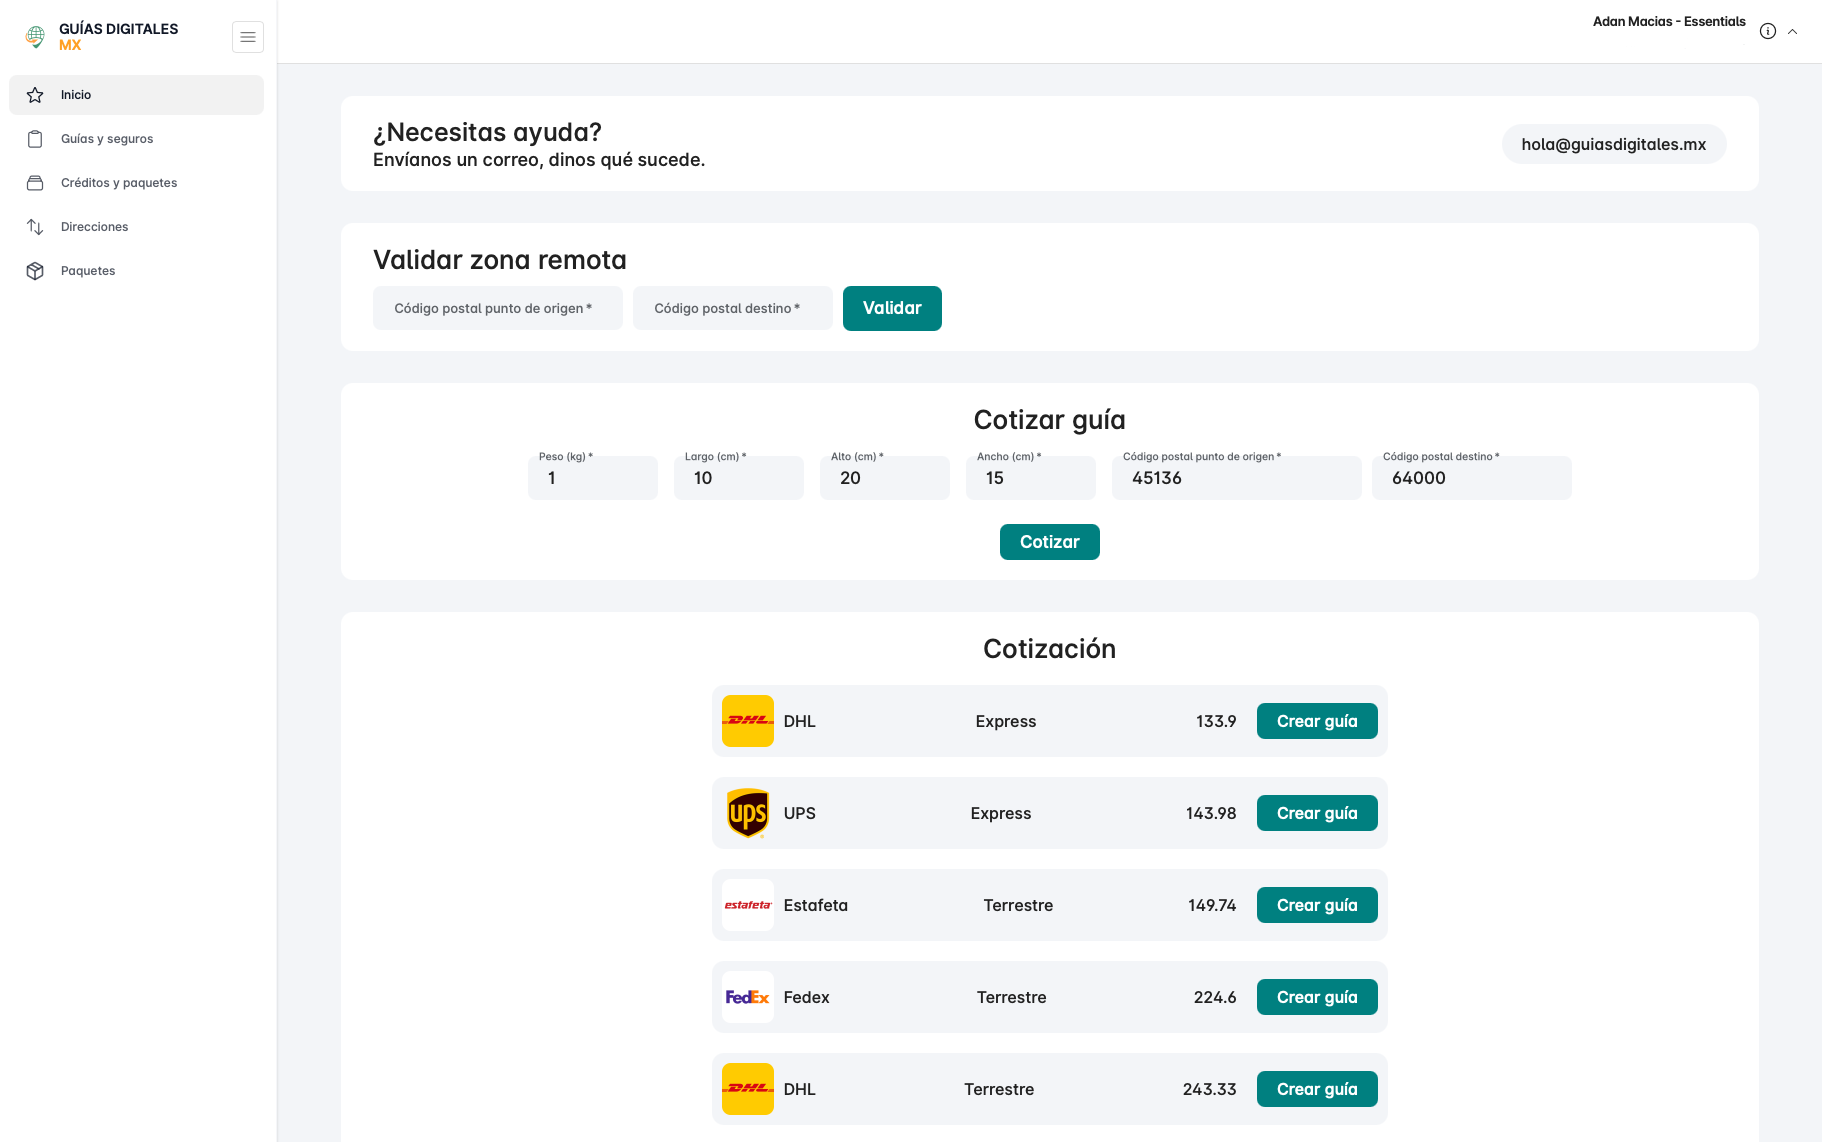 GUÍAS DIGITALES
MX
Adan Macias - Essentials
Inicio
Guías y seguros
Créditos y paquetes
Direcciones
Paquetes
¿Necesitas ayuda?
Envíanos un correo, dinos qué sucede.
hola@guiasdigitales.mx
Validar zona remota
Código postal punto de origen *
Código postal destino *
Validar
Cotizar guía
Peso (kg) *
Largo (cm) *
Alto (cm) *
Ancho (cm) *
Código postal punto de origen *
Código postal destino *
1
10
20
15
45136
64000
Cotizar
Cotización
DHL DHL Express 133.9 Crear guía
ups UPS Express 143.98 Crear guía
estafeta Estafeta Terrestre 149.74 Crear guía
FedEx Fedex Terrestre 224.6 Crear guía
DHL DHL Terrestre 243.33 Crear guía